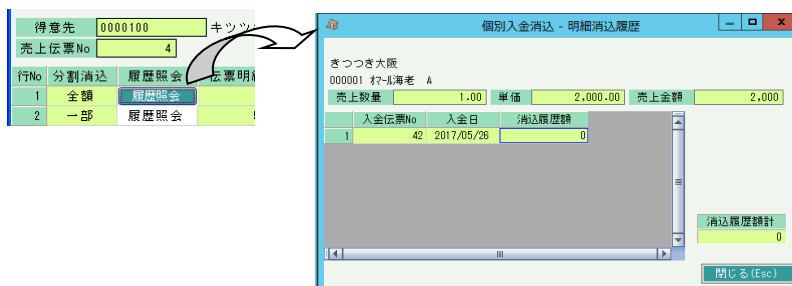 得意先 0000100 キツツ
売上伝票No 4
行No 分割消込 履歴照会 伝票明細
1 全額 履歴照会
2 一部 履歴照会
個別入金消込 - 明細消込履歴
きつつき大阪
000001 オマール海老 A
売上数量 1.00 単価 2,000.00 売上金額 2,000
入金伝票No 入金日 消込履歴額
1 42 2017/05/26 0
消込履歴額計
0
閉じる(Esc)